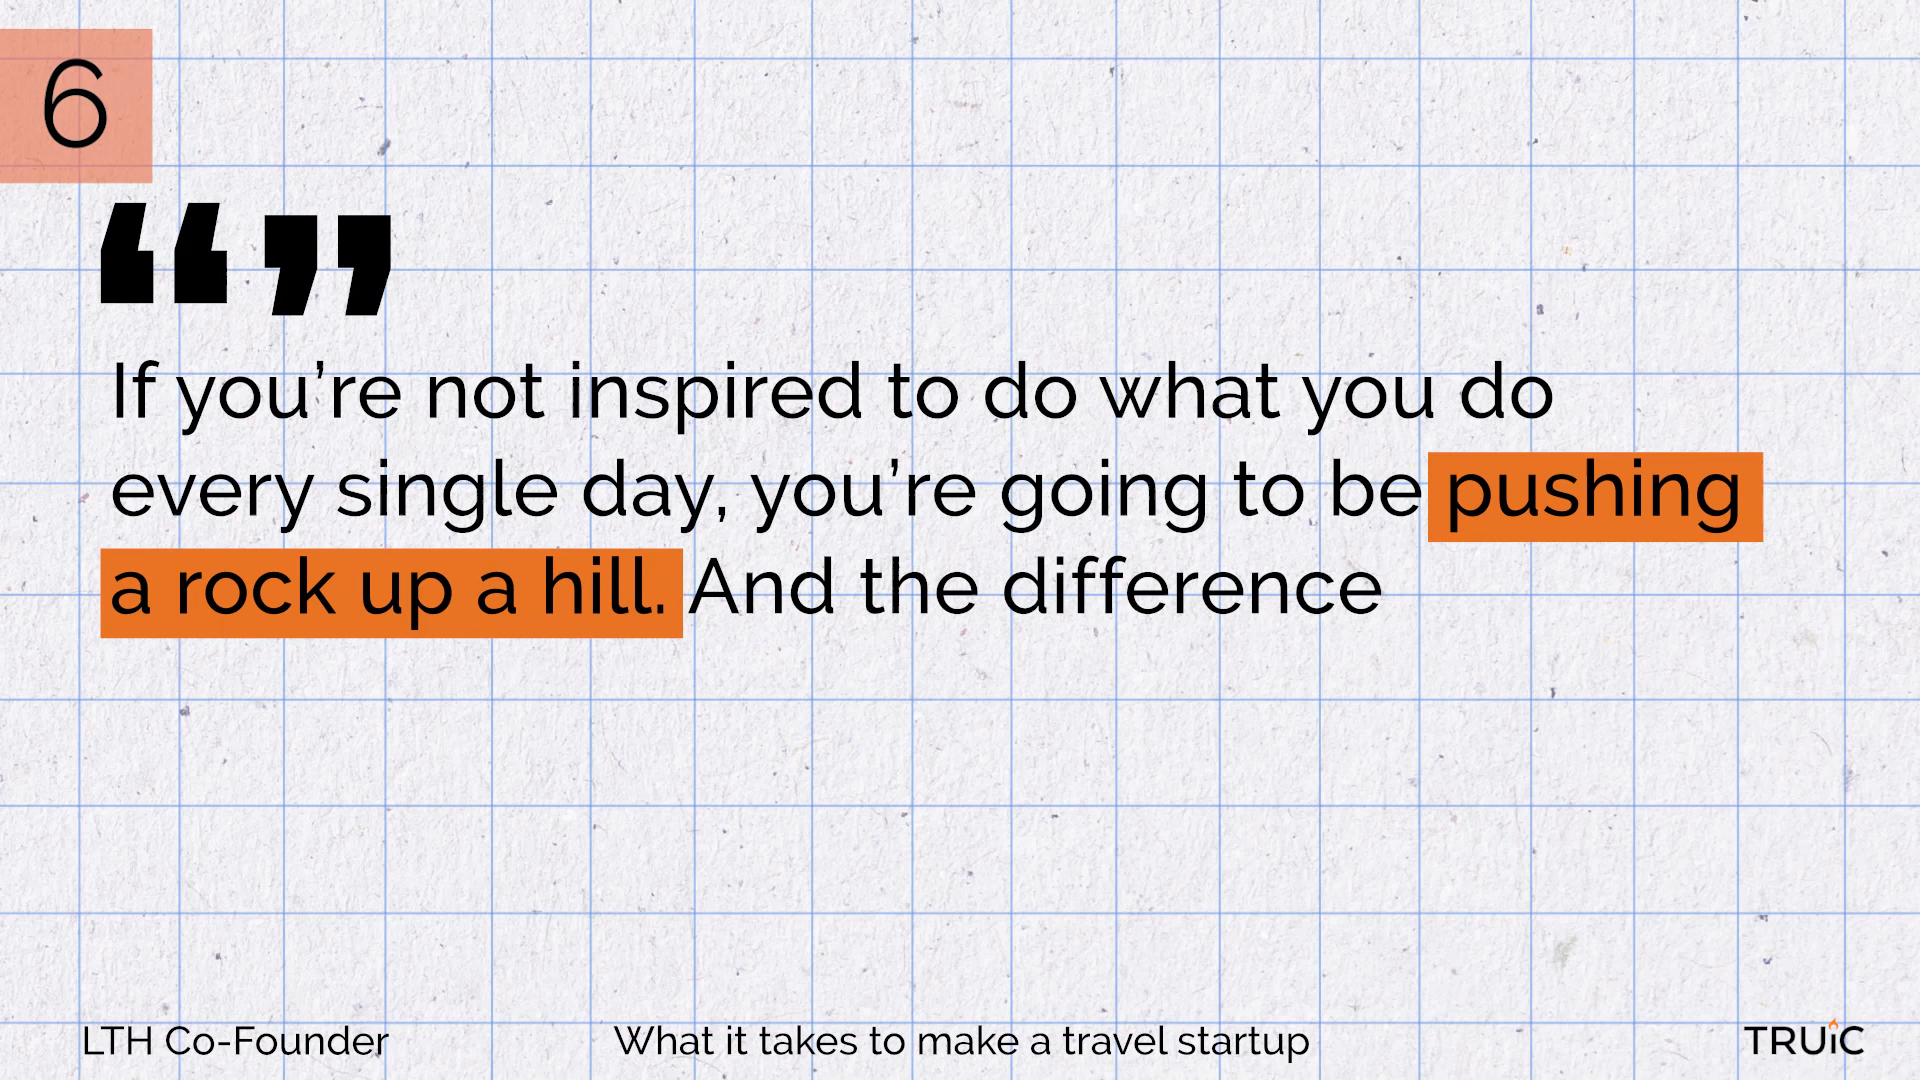 6
“”
If you’re not inspired to do what you do
every single day, you’re going to be pushing
a rock up a hill. And the difference
LTH Co-Founder
What it takes to make a travel startup
TRUiC